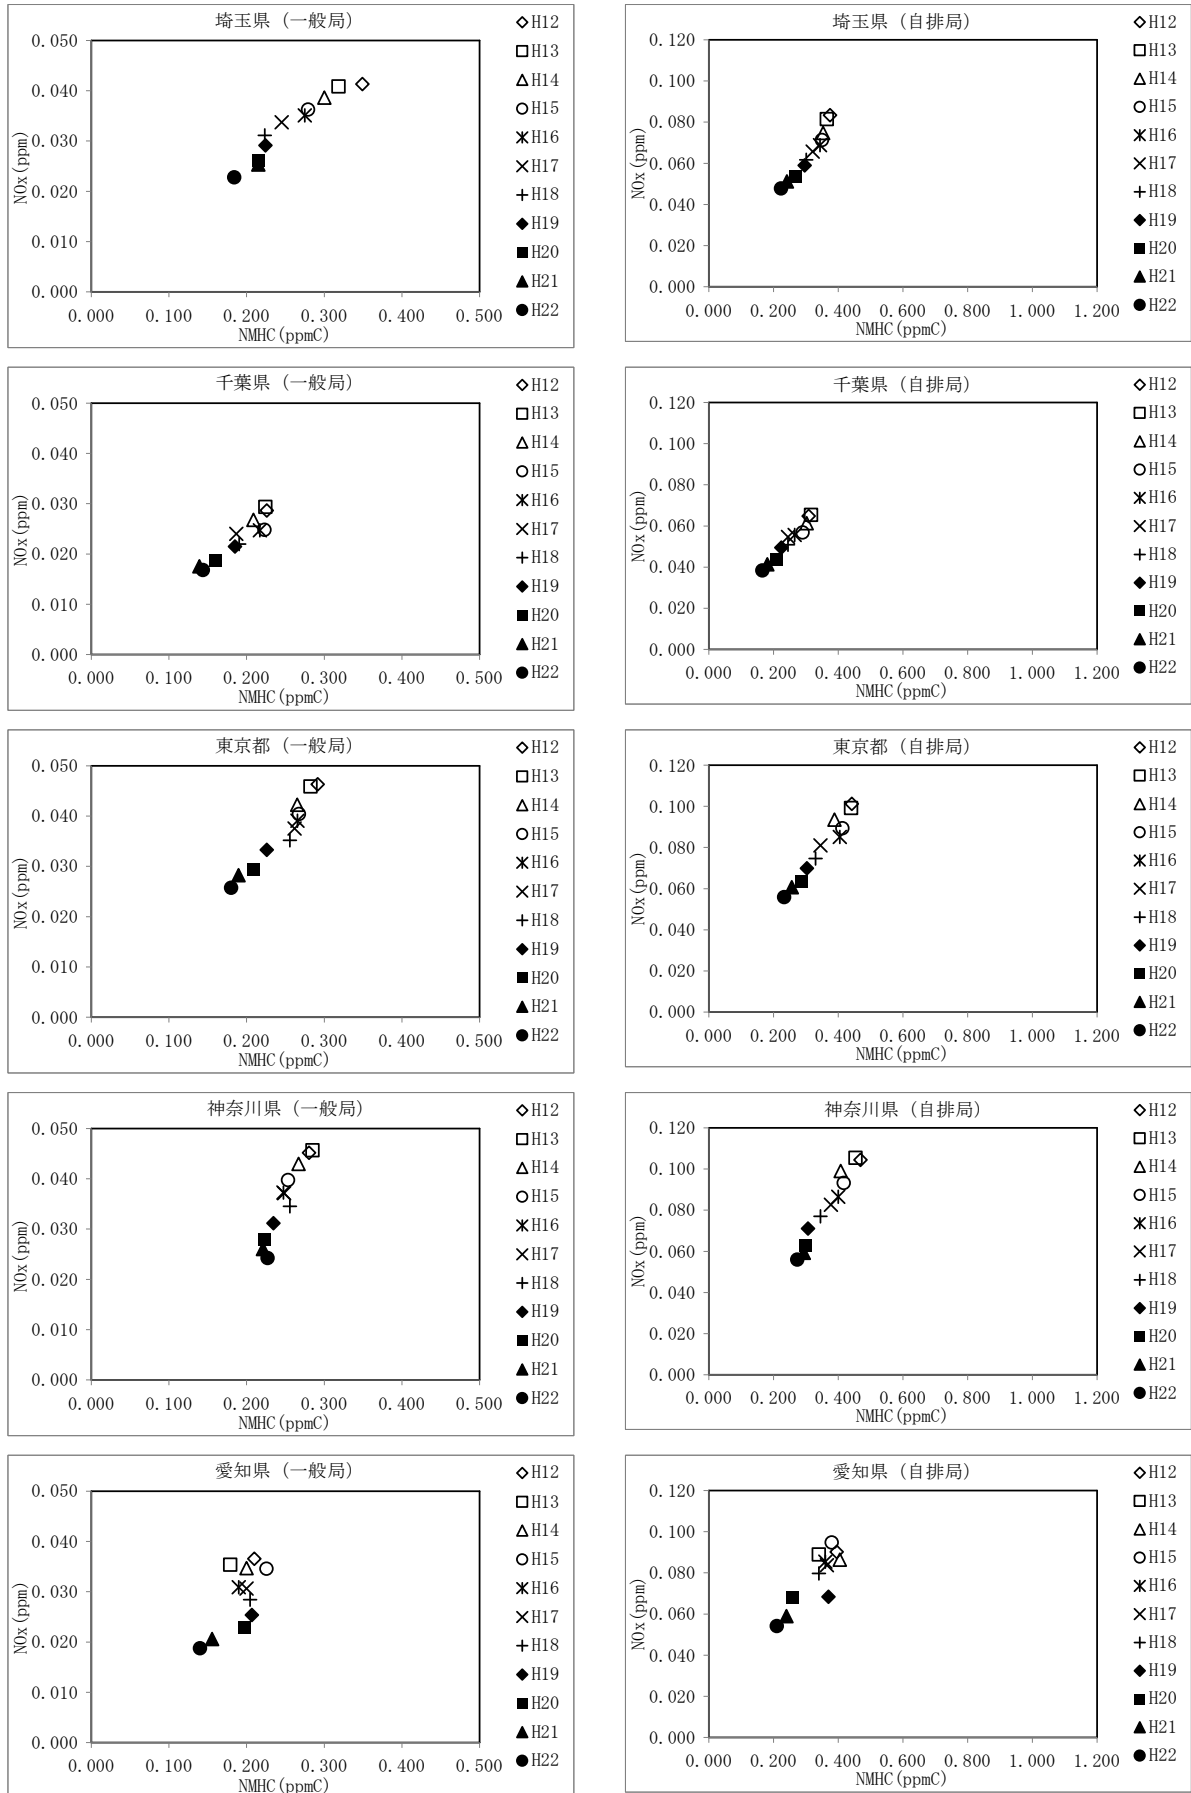 埼玉県（一般局）
NOx(ppm)
0.050
0.040
0.030
0.020
0.010
0.000
0.000 0.100 0.200 0.300 0.400 0.500
NMHC(ppmC)
H12
H13
H14
H15
H16
H17
H18
H19
H20
H21
H22
埼玉県（自排局）
NOx(ppm)
0.120
0.100
0.080
0.060
0.040
0.020
0.000
0.000 0.200 0.400 0.600 0.800 1.000 1.200
NMHC(ppmC)
H12
H13
H14
H15
H16
H17
H18
H19
H20
H21
H22
千葉県（一般局）
NOx(ppm)
0.050
0.040
0.030
0.020
0.010
0.000
0.000 0.100 0.200 0.300 0.400 0.500
NMHC(ppmC)
H12
H13
H14
H15
H16
H17
H18
H19
H20
H21
H22
千葉県（自排局）
NOx(ppm)
0.120
0.100
0.080
0.060
0.040
0.020
0.000
0.000 0.200 0.400 0.600 0.800 1.000 1.200
NMHC(ppmC)
H12
H13
H14
H15
H16
H17
H18
H19
H20
H21
H22
東京都（一般局）
NOx(ppm)
0.050
0.040
0.030
0.020
0.010
0.000
0.000 0.100 0.200 0.300 0.400 0.500
NMHC(ppmC)
H12
H13
H14
H15
H16
H17
H18
H19
H20
H21
H22
東京都（自排局）
NOx(ppm)
0.120
0.100
0.080
0.060
0.040
0.020
0.000
0.000 0.200 0.400 0.600 0.800 1.000 1.200
NMHC(ppmC)
H12
H13
H14
H15
H16
H17
H18
H19
H20
H21
H22
神奈川県（一般局）
NOx(ppm)
0.050
0.040
0.030
0.020
0.010
0.000
0.000 0.100 0.200 0.300 0.400 0.500
NMHC(ppmC)
H12
H13
H14
H15
H16
H17
H18
H19
H20
H21
H22
神奈川県（自排局）
NOx(ppm)
0.120
0.100
0.080
0.060
0.040
0.020
0.000
0.000 0.200 0.400 0.600 0.800 1.000 1.200
NMHC(ppmC)
H12
H13
H14
H15
H16
H17
H18
H19
H20
H21
H22
愛知県（一般局）
NOx(ppm)
0.050
0.040
0.030
0.020
0.010
0.000
0.000 0.100 0.200 0.300 0.400 0.500
NMHC(ppmC)
H12
H13
H14
H15
H16
H17
H18
H19
H20
H21
H22
愛知県（自排局）
NOx(ppm)
0.120
0.100
0.080
0.060
0.040
0.020
0.000
0.000 0.200 0.400 0.600 0.800 1.000 1.200
NMHC(ppmC)
H12
H13
H14
H15
H16
H17
H18
H19
H20
H21
H22